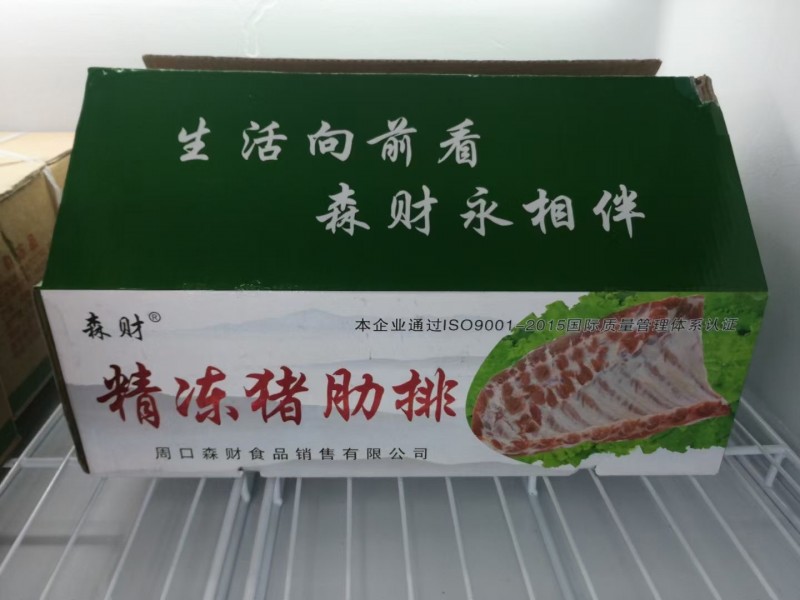 生活向前看
森财永相伴
森财®
本企业通过ISO9001-2015国际质量管理体系认证
精冻猪肋排
周口森财食品销售有限公司